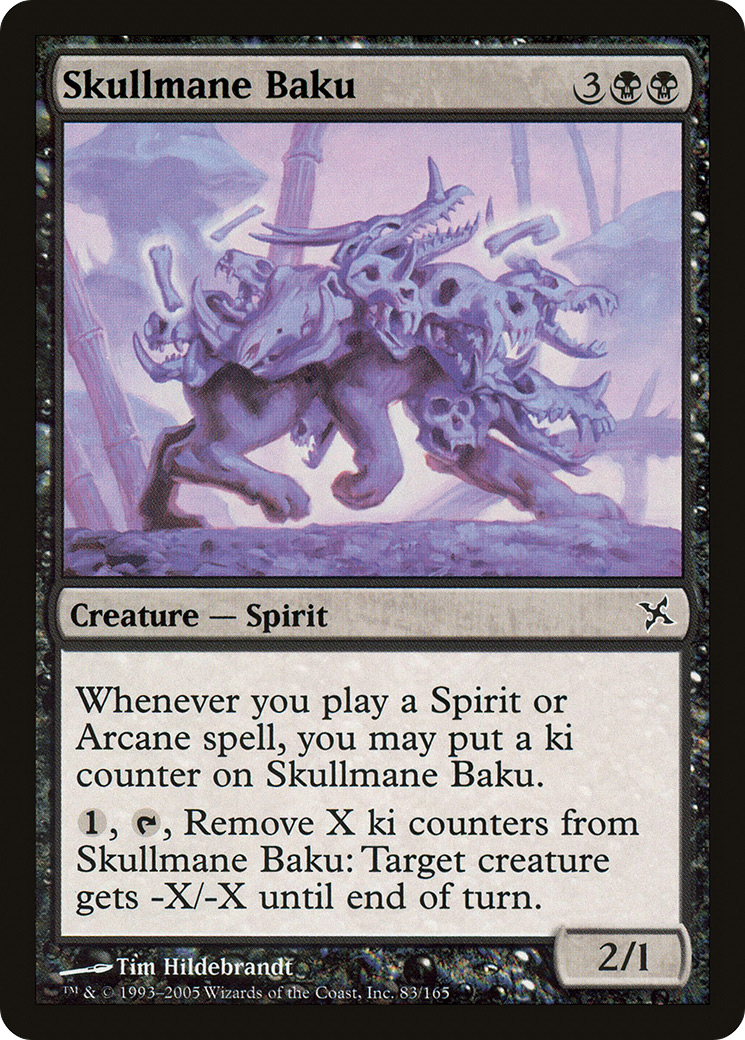 Skullmane Baku 3
Creature — Spirit
Whenever you play a Spirit or
Arcane spell, you may put a ki
counter on Skullmane Baku.
1, , Remove X ki counters from
Skullmane Baku: Target creature
gets -X/-X until end of turn.
2/1
Tim Hildebrandt
™ & © 1993–2005 Wizards of the Coast, Inc. 83/165